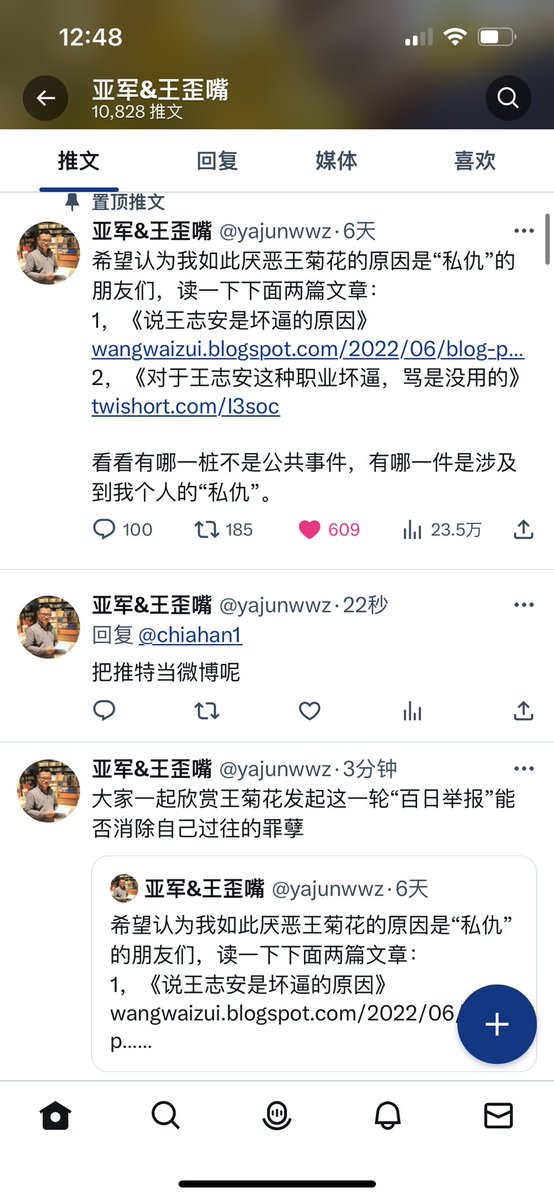 12:48
亚军&王歪嘴
10,828 推文
推文
回复
媒体
喜欢
置顶推文
亚军&王歪嘴 @yajunwwz·6天
希望认为我如此厌恶王菊花的原因是“私仇”的
朋友们，读一下下面两篇文章：
1，《说王志安是坏逼的原因》
wangwaizui.blogspot.com/2022/06/blog-p...
2，《对于王志安这种职业坏逼，骂是没用的》
twishort.com/l3soc
看看有哪一桩不是公共事件，有哪一件是涉及
到我个人的“私仇”。
100
185
609
23.5万
亚军&王歪嘴 @yajunwwz·22秒
回复 @chiahan1
把推特当微博呢
亚军&王歪嘴 @yajunwwz·3分钟
大家一起欣赏王菊花发起这一轮“百日举报”能
否消除自己过往的罪孽
亚军&王歪嘴 @yajunwwz·6天
希望认为我如此厌恶王菊花的原因是“私仇”
的朋友们，读一下下面两篇文章：
1，《说王志安是坏逼的原因》
wangwaizui.blogspot.com/2022/06/
p......